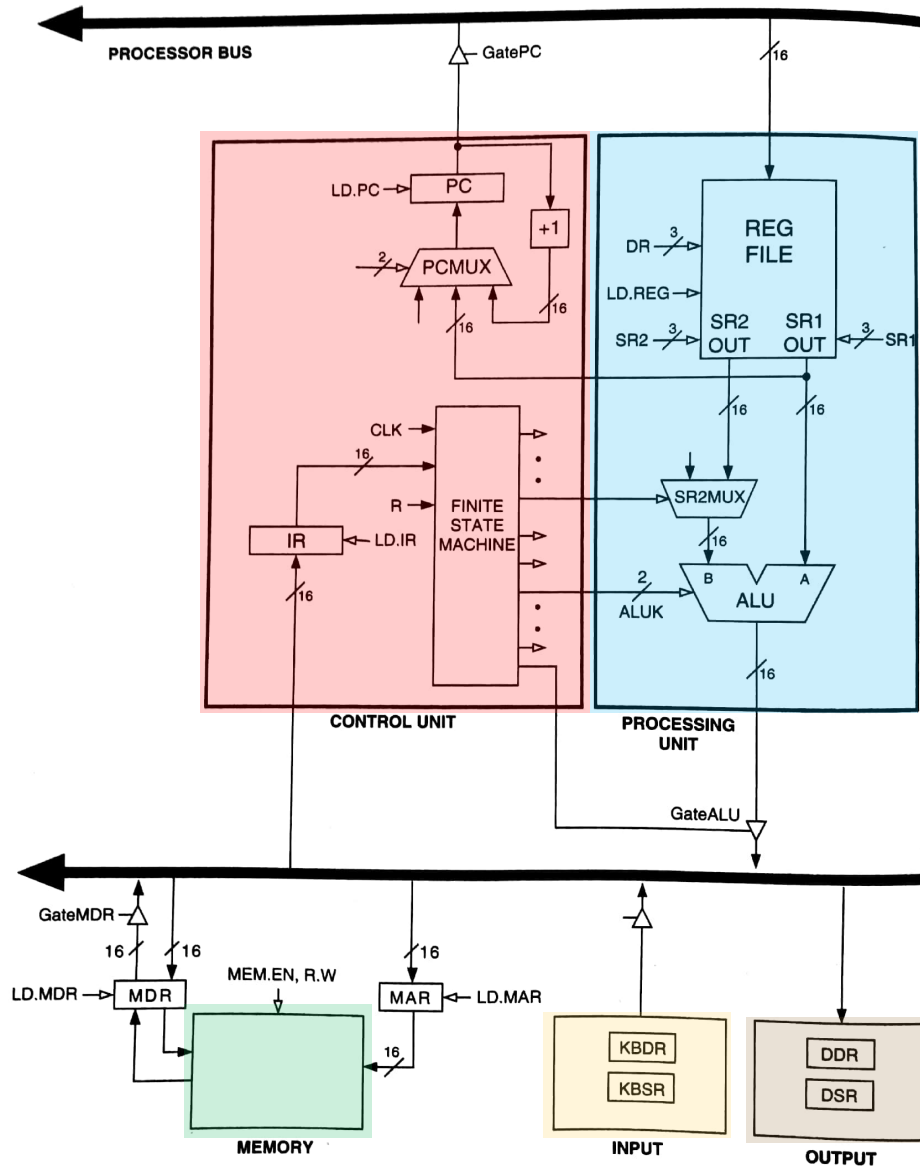 PROCESSOR BUS
GatePC
16
LD.PC
PC
+1
2
PCMUX
16
16
REG
FILE
DR
3
LD.REG
SR2
3
SR2
OUT
SR1
OUT
3
SR1
16
16
CLK
16
R
FINITE
STATE
MACHINE
IR
LD.IR
16
SR2MUX
16
B
A
ALU
2
ALUK
16
CONTROL UNIT
PROCESSING
UNIT
GateALU
GateMDR
16
16
16
MEM.EN, R.W
LD.MDR
MDR
MAR
LD.MAR
16
KBDR
KBSR
DDR
DSR
MEMORY
INPUT
OUTPUT